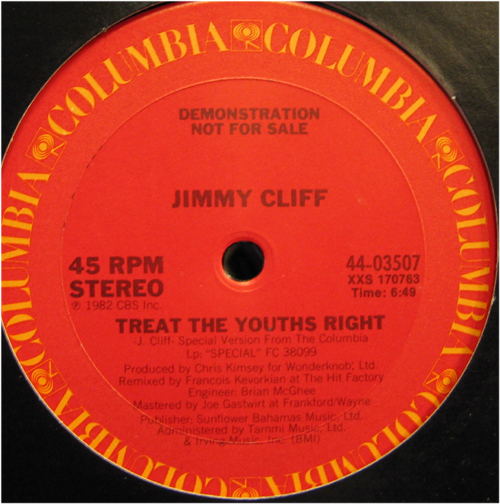 COLUMBIA COLUMBIA COLUMBIA COLUMBIA COLUMBIA COLUMBIA COLUMBIA
DEMONSTRATION
NOT FOR SALE
JIMMY CLIFF
45 RPM
STEREO
℗ 1982 CBS Inc.
44-03507
XXS 170763
Time: 6:49
TREAT THE YOUTHS RIGHT
-J. Cliff- Special Version From The Columbia
Lp: "SPECIAL" FC 38099
Produced by Chris Kimsey for Wonderknob, Ltd.
Remixed by Francois Kevorkian at The Hit Factory
Engineer: Brian McGhee
Mastered by Joe Gastwirt at Frankford/Wayne
Publisher: Sunflower Bahamas Music, Ltd.
Administered by Tammi Music, Ltd.
& Irving Music, Inc. (BMI)